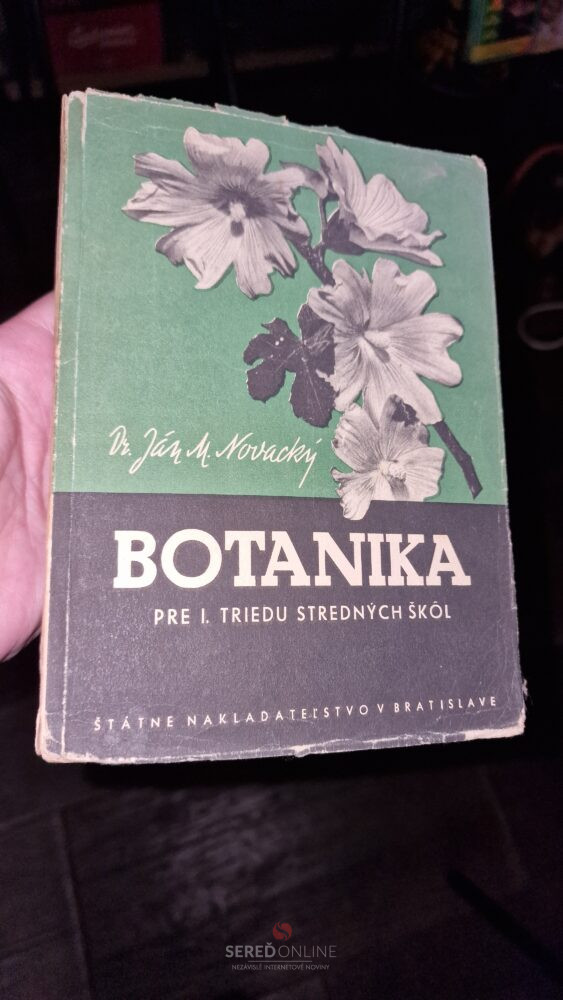 Dr. Ján M. Novacký
BOTANIKA
PRE I. TRIEDU STREDNÝCH ŠKÔL
ŠTÁTNE NAKLADATEĽSTVO V BRATISLAVE
SEREĎONLINE
NEZÁVISLÉ INTERNETOVÉ NOVINY